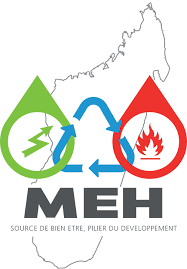 MEH
SOURCE DE BIEN ETRE, PILIER DU DEVELOPPEMENT